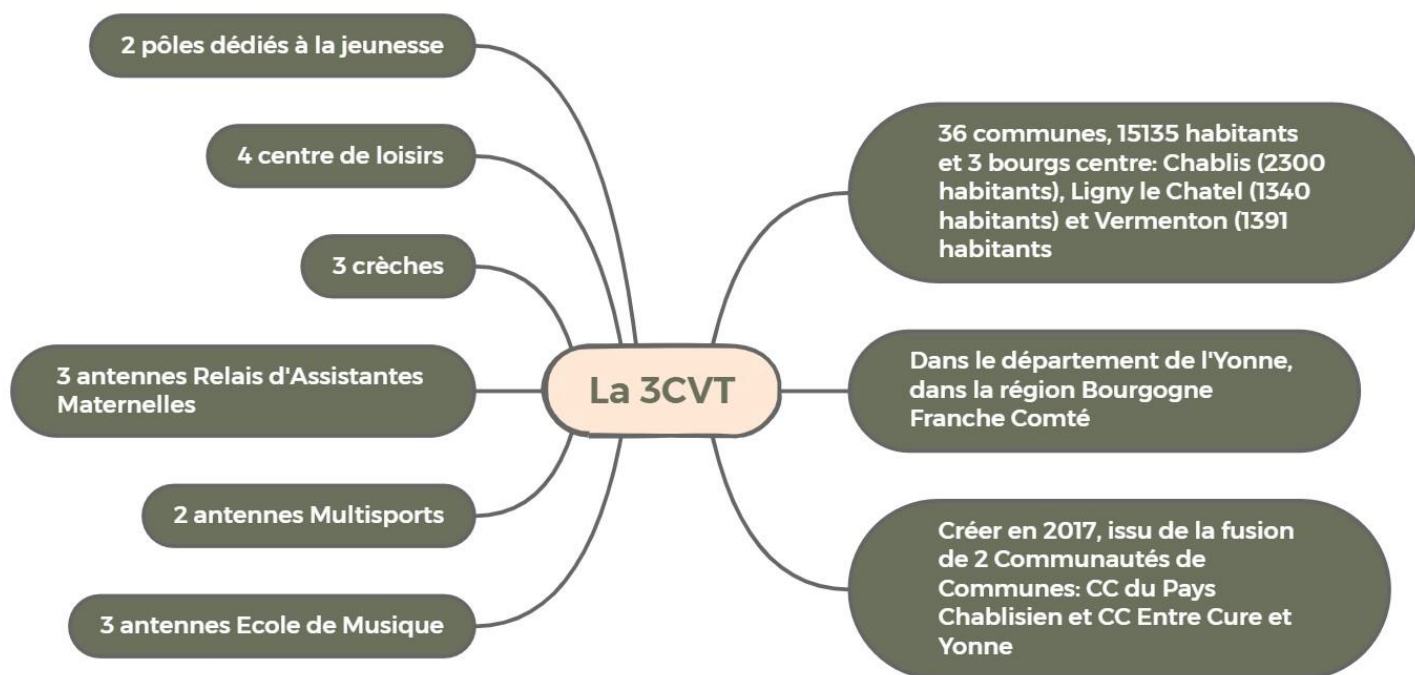 2 pôles dédiés à la jeunesse
4 centre de loisirs
3 crèches
3 antennes Relais d'Assistantes
Maternelles
2 antennes Multisports
3 antennes Ecole de Musique
La 3CVT
36 communes, 15135 habitants
et 3 bourgs centre: Chablis (2300
habitants), Ligny le Chatel (1340
habitants) et Vermenton (1391
habitants
Dans le département de l'Yonne,
dans la région Bourgogne
Franche Comté
Créer en 2017, issu de la fusion
de 2 Communautés de
Communes: CC du Pays
Chablisien et CC Entre Cure et
Yonne